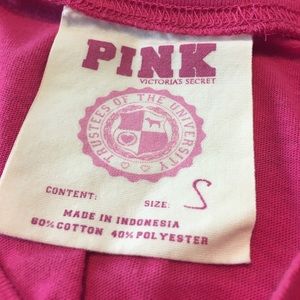 PINK
VICTORIA'S SECRET
TRUSTEES OF THE UNIVERSITY
CONTENT: SIZE: S
MADE IN INDONESIA
60% COTTON 40% POLYESTER